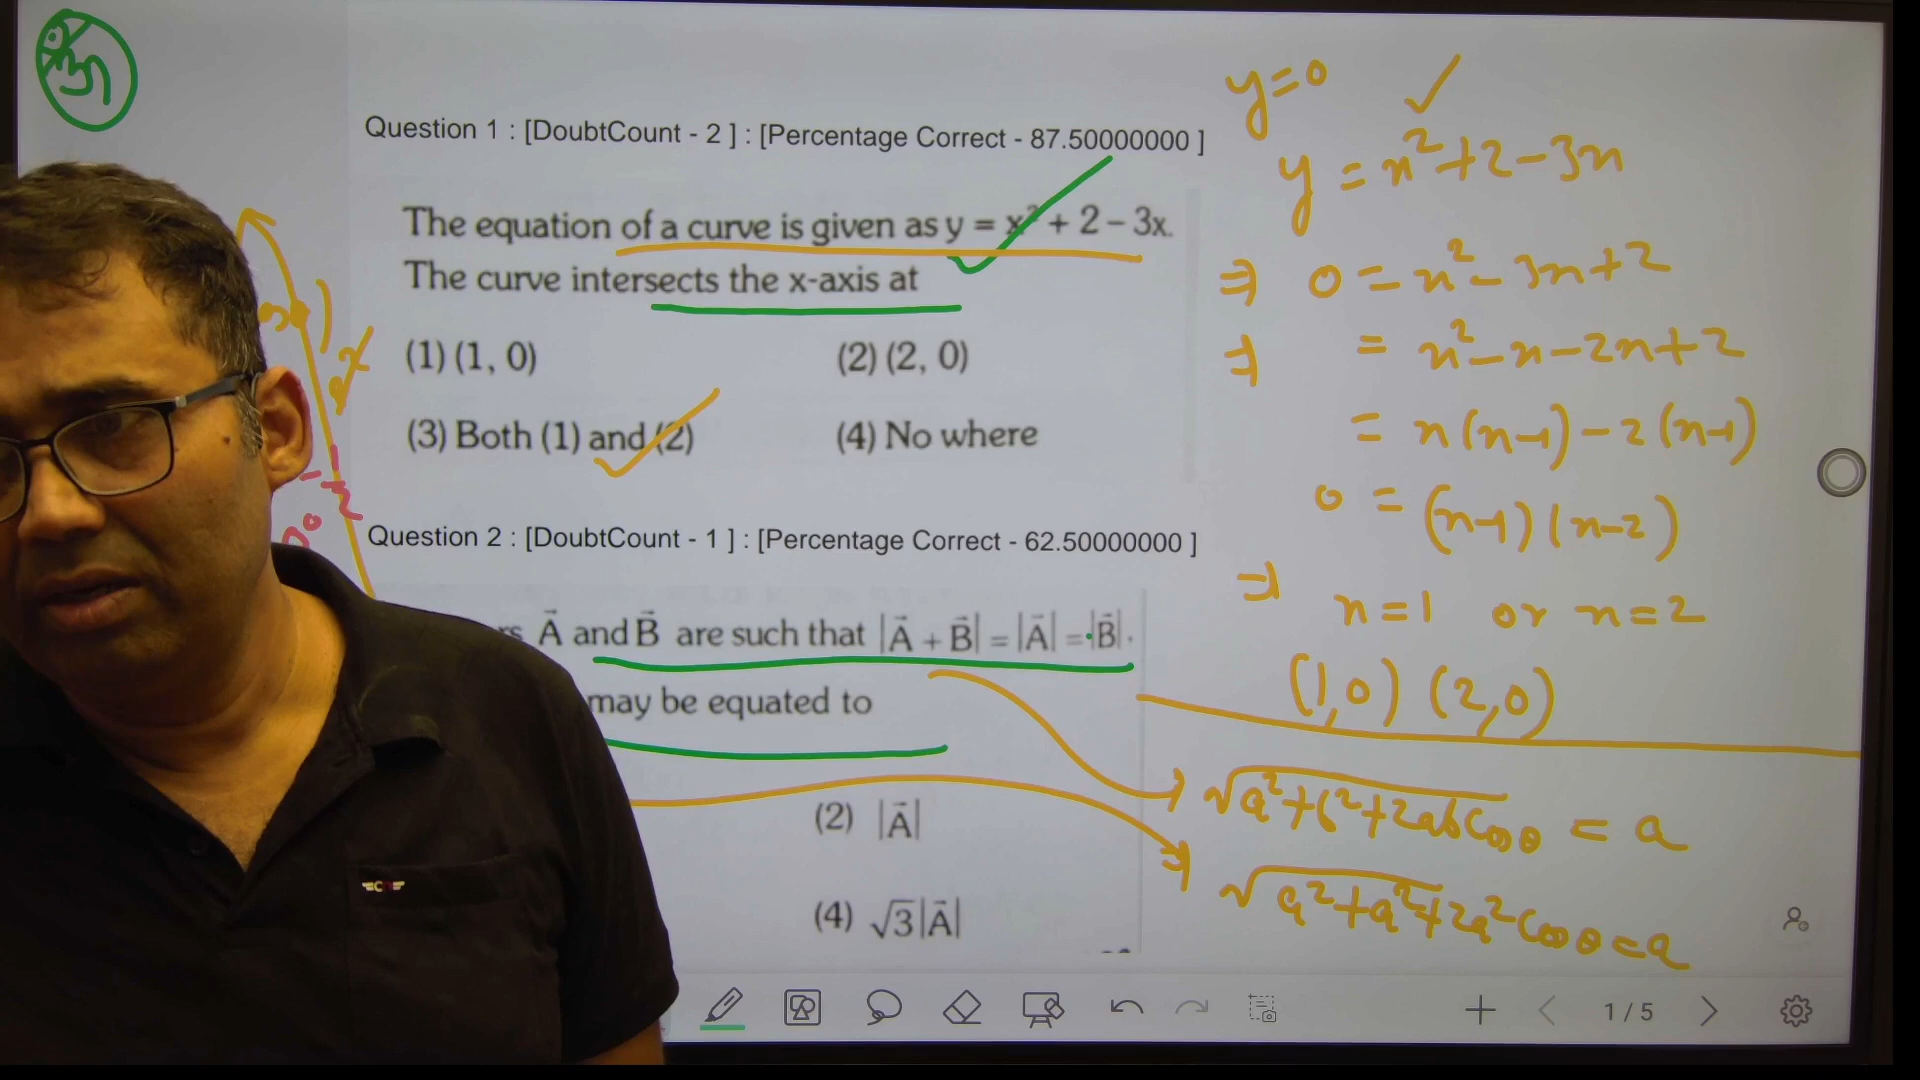 Question 1 : [DoubtCount - 2 ] : [Percentage Correct - 87.50000000 ]
The equation of a curve is given as y = x² + 2 – 3x.
The curve intersects the x-axis at
(1) (1, 0)
(2) (2, 0)
(3) Both (1) and (2)
(4) No where
Question 2 : [DoubtCount - 1 ] : [Percentage Correct - 62.50000000 ]
A⃗ and B⃗ are such that |A⃗ + B⃗| = |A⃗| = |B⃗|.
may be equated to
(2) |A⃗|
(4) √3|A⃗|
y=0
y = x²+2-3x
⇒ 0 = x²-3x+2
⇒ = x²-x-2x+2
= x(x-1)-2(x-1)
0 = (x-1)(x-2)
⇒ x=1 or x=2
(1,0) (2,0)
√a²+b²+2abcosθ = a
√a²+a²+2a²cosθ = a
1 / 5